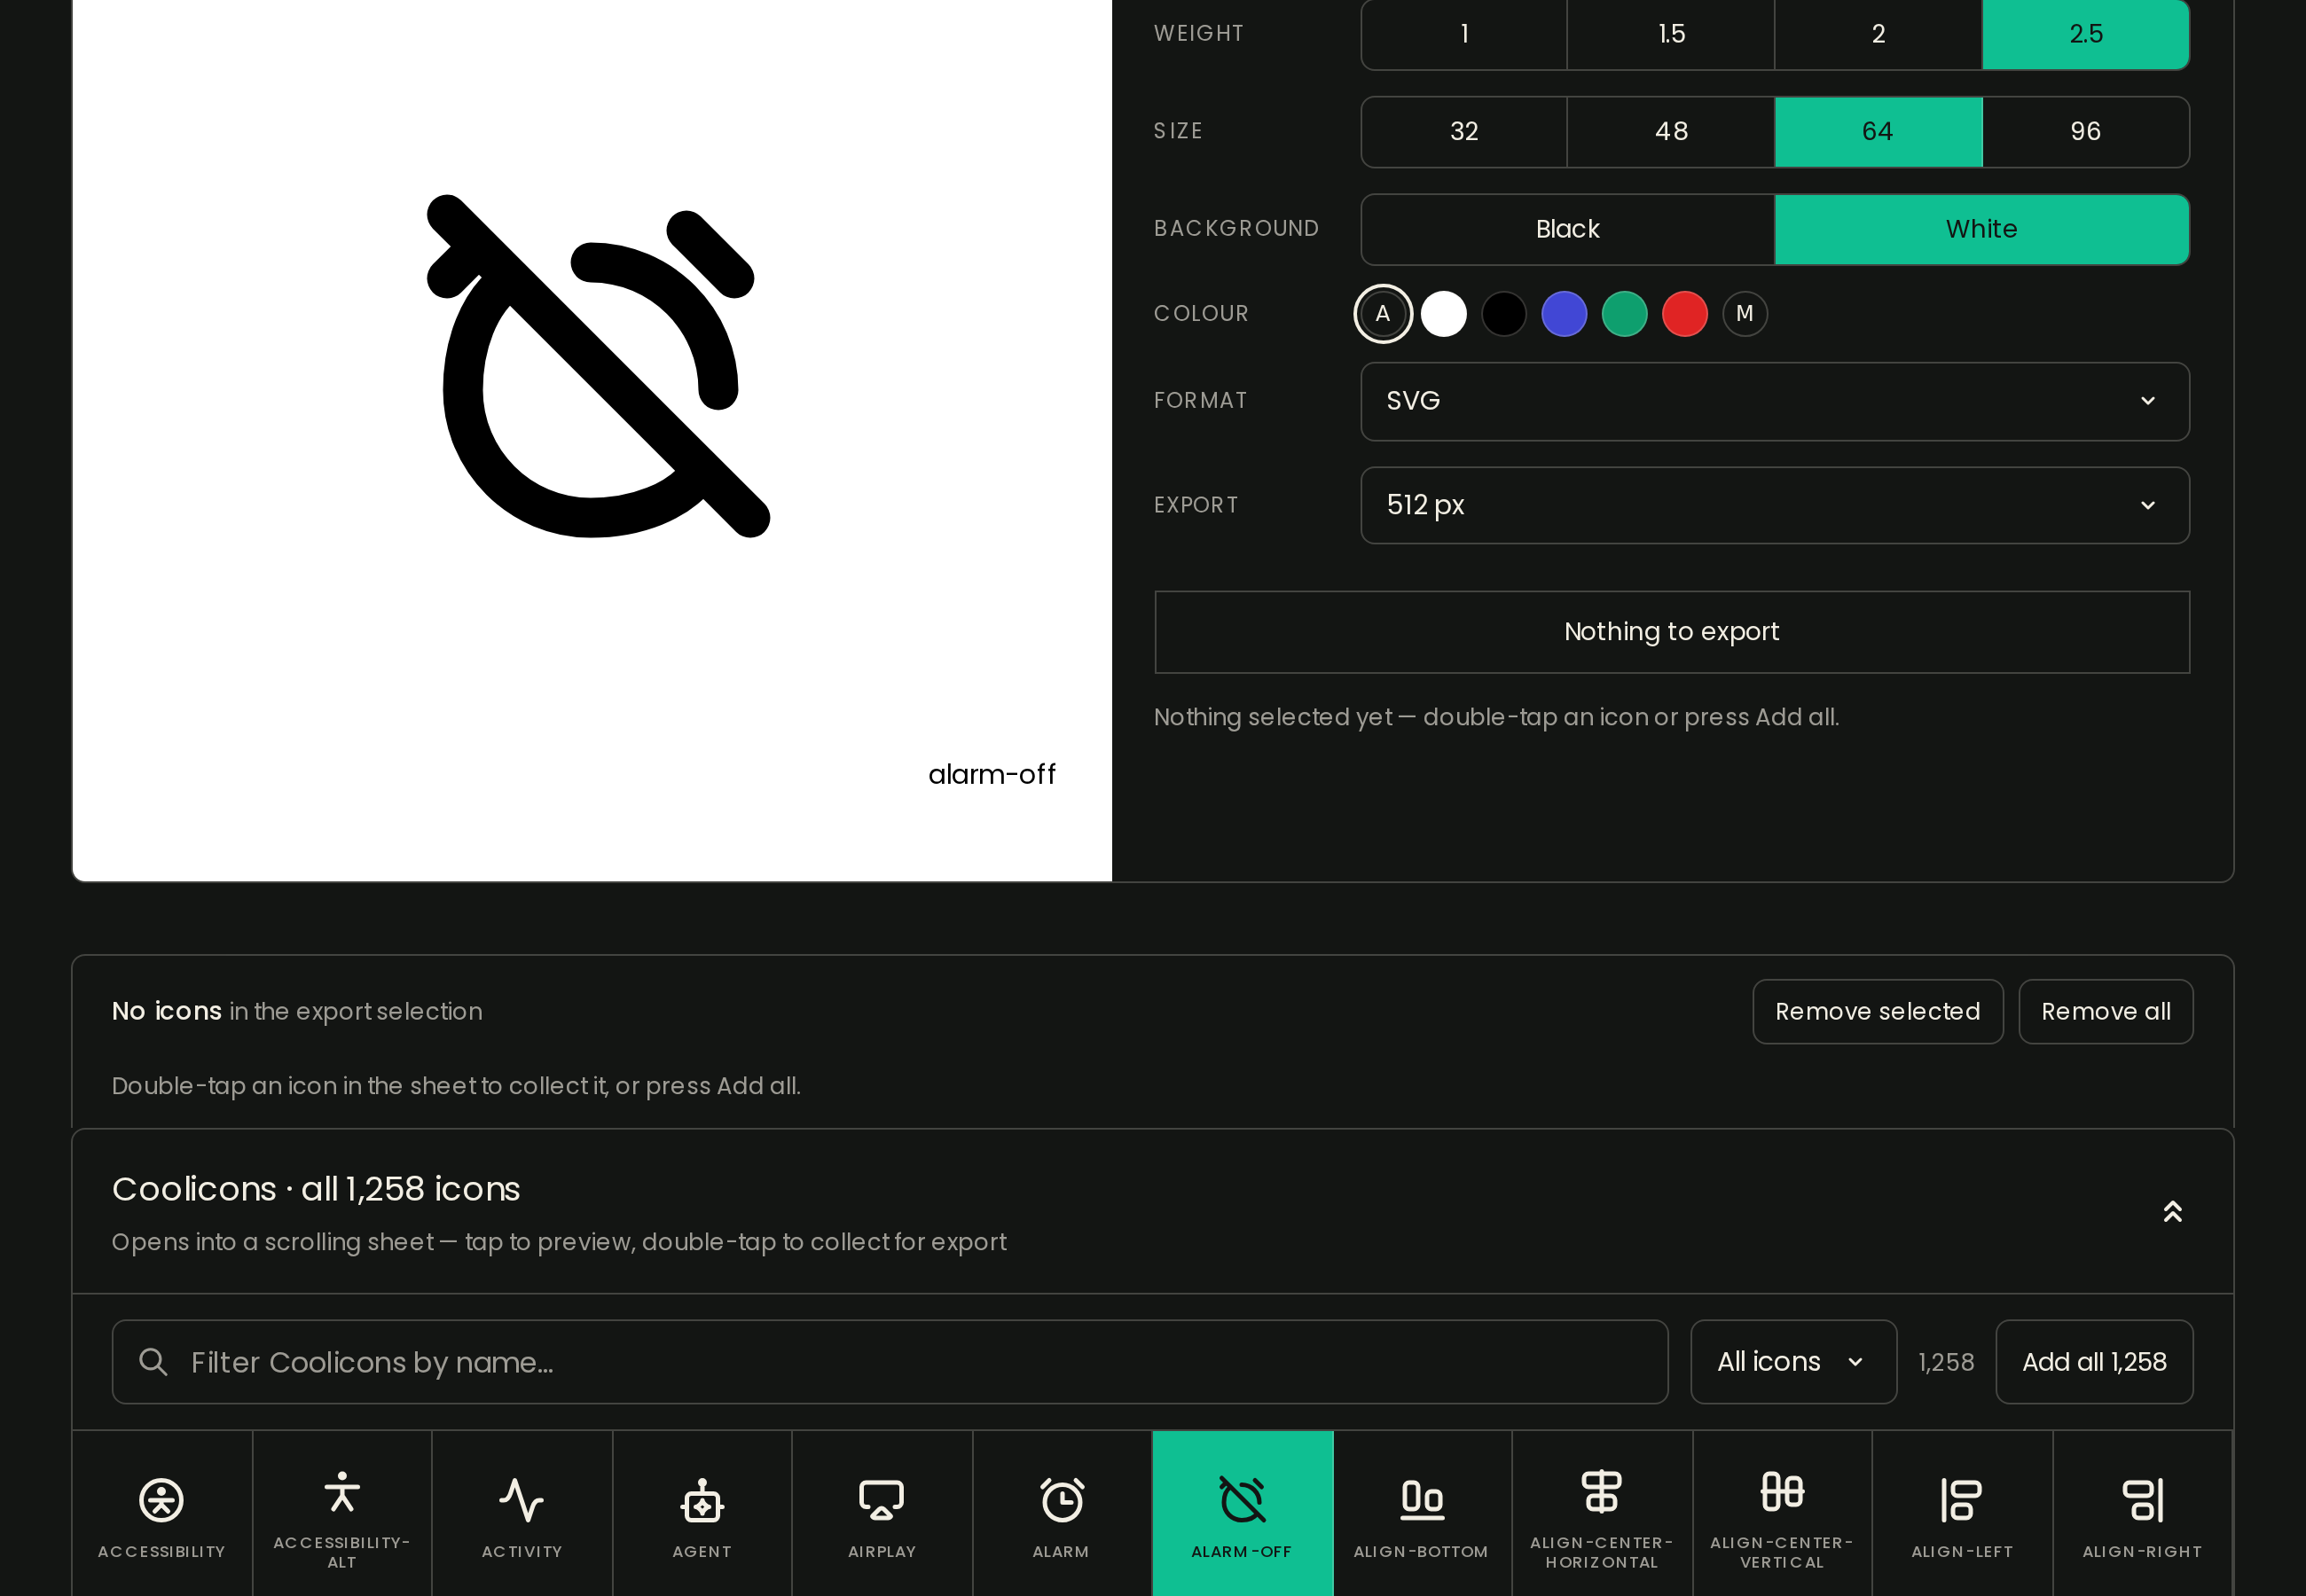 WEIGHT
1
1.5
2
2.5
SIZE
32
48
64
96
BACKGROUND
Black
White
COLOUR
A
M
FORMAT
SVG
EXPORT
512 px
Nothing to export
Nothing selected yet — double-tap an icon or press Add all.
alarm-off
No icons in the export selection
Remove selected
Remove all
Double-tap an icon in the sheet to collect it, or press Add all.
Coolicons · all 1,258 icons
Opens into a scrolling sheet — tap to preview, double-tap to collect for export
Filter Coolicons by name...
All icons
1,258
Add all 1,258
ACCESSIBILITY
ACCESSIBILITY-
ALT
ACTIVITY
AGENT
AIRPLAY
ALARM
ALARM-OFF
ALIGN-BOTTOM
ALIGN-CENTER-
HORIZONTAL
ALIGN-CENTER-
VERTICAL
ALIGN-LEFT
ALIGN-RIGHT